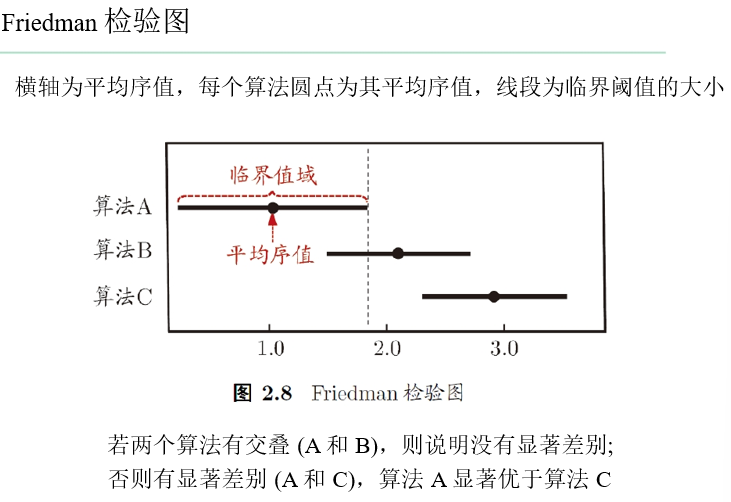 Friedman 检验图
横轴为平均序值，每个算法圆点为其平均序值，线段为临界阈值的大小
临界值域
算法A
算法B
平均序值
算法C
1.0 2.0 3.0
图 2.8 Friedman 检验图
若两个算法有交叠 (A 和 B)，则说明没有显著差别;
否则有显著差别 (A 和 C)，算法 A 显著优于算法 C